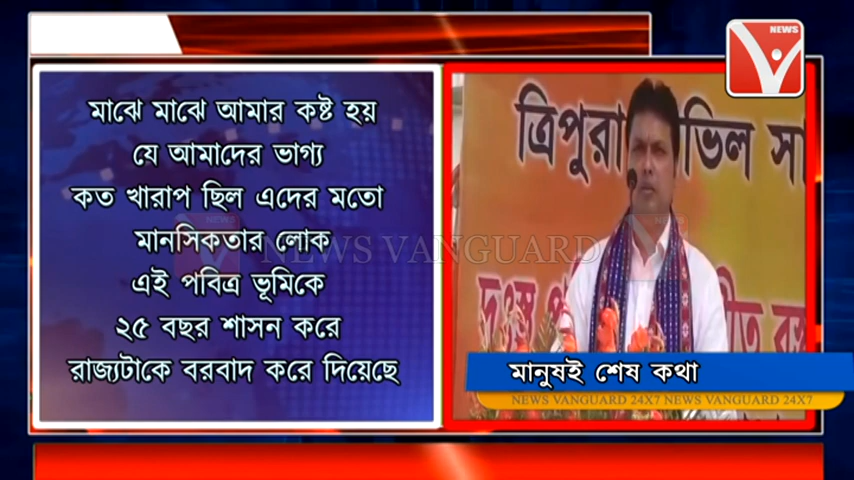 NEWS
মাঝে মাঝে আমার কষ্ট হয়
যে আমাদের ভাগ্য
কত খারাপ ছিল এদের মতো
মানসিকতার লোক
এই পবিত্র ভূমিকে
২৫ বছর শাসন করে
রাজ্যটাকে বরবাদ করে দিয়েছে
NEWS VANGUARD
ত্রিপুরা ভিল সা
মানুষই শেষ কথা
NEWS VANGUARD 24X7 NEWS VANGUARD 24X7